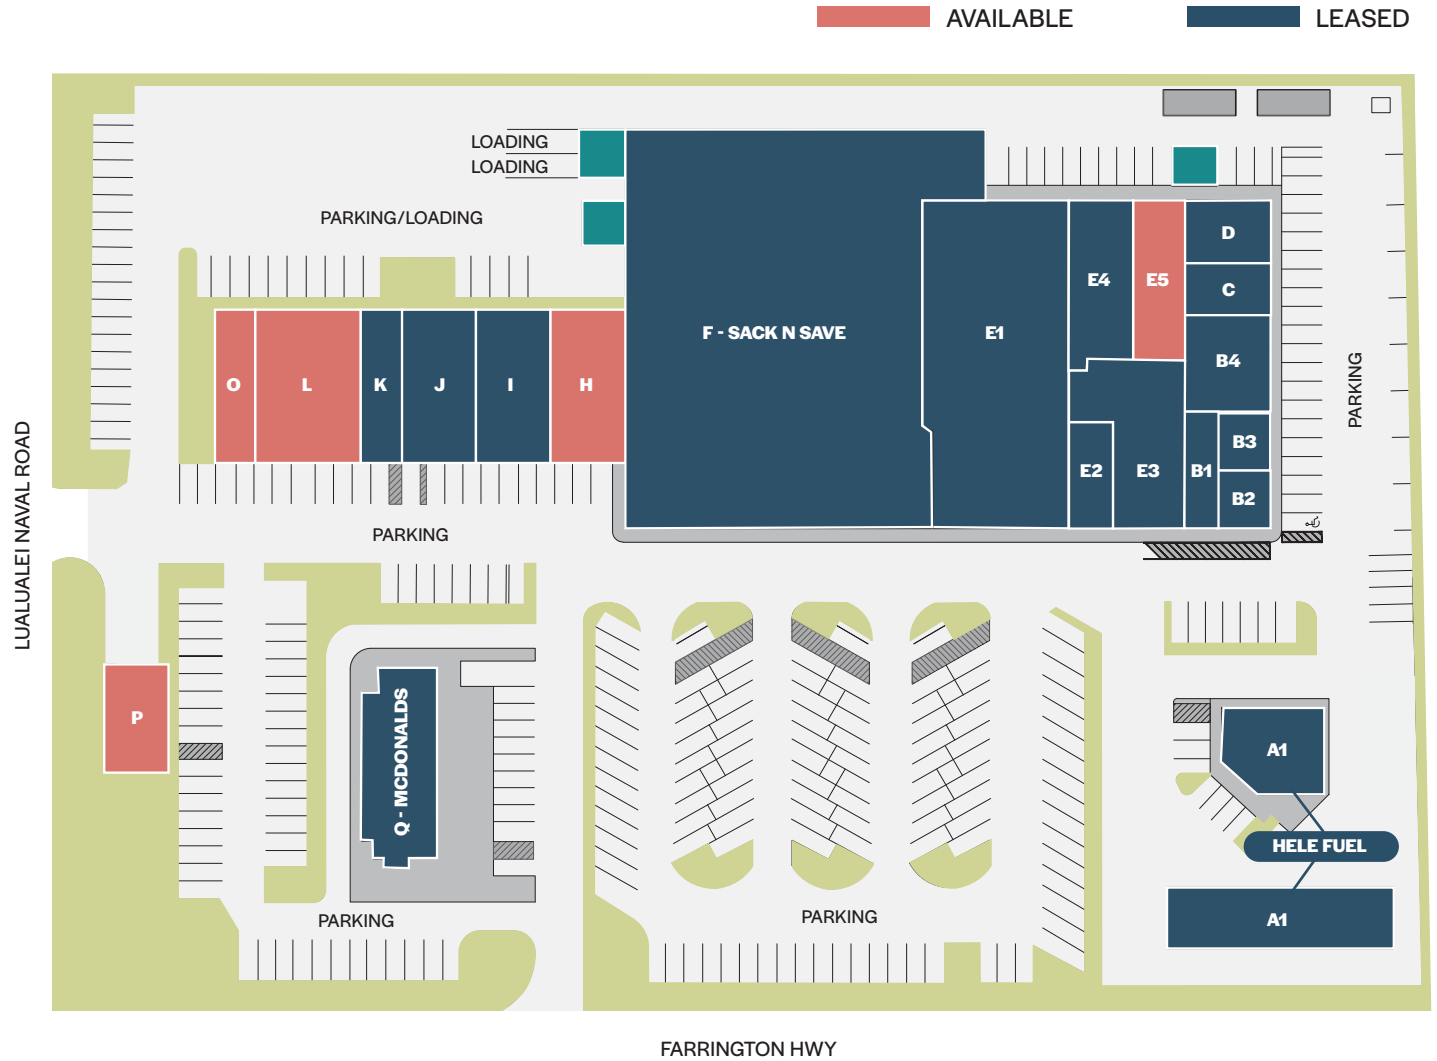 AVAILABLE
LEASED
LOADING
LOADING
PARKING/LOADING
D
C
E4
E5
F - SACK N SAVE
E1
B4
O
L
K
J
I
H
PARKING
B3
E2
E3
B1
B2
LUALUALEI NAVAL ROAD
PARKING
P
Q - MCDONALDS
A1
HELE FUEL
A1
PARKING
PARKING
FARRINGTON HWY